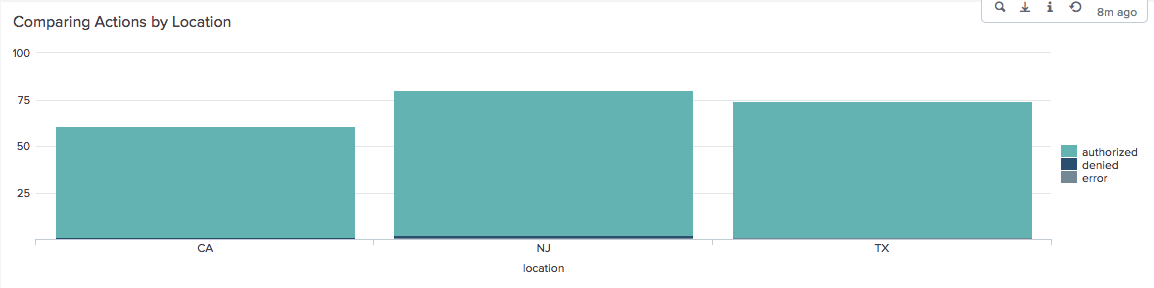 Comparing Actions by Location
8m ago
100
75
50
25
CA
NJ
TX
location
authorized
denied
error